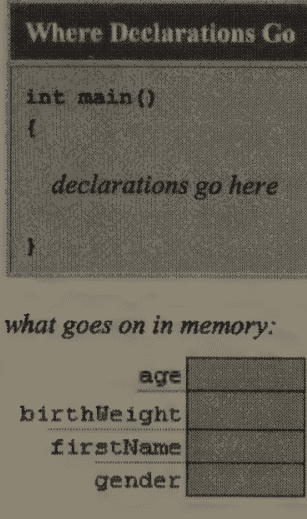 Where Declarations Go
int main()
{
declarations go here
}
what goes on in memory:
age
birthWeight
firstName
gender